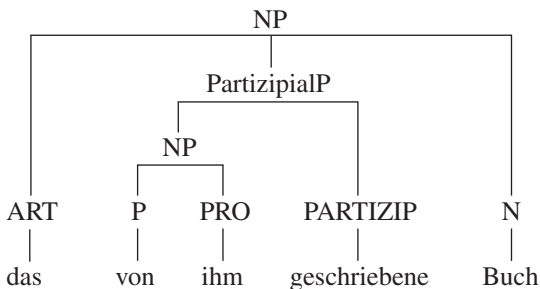 NP
PartizipialP
NP
ART P PRO PARTIZIP N
das von ihm geschriebene Buch